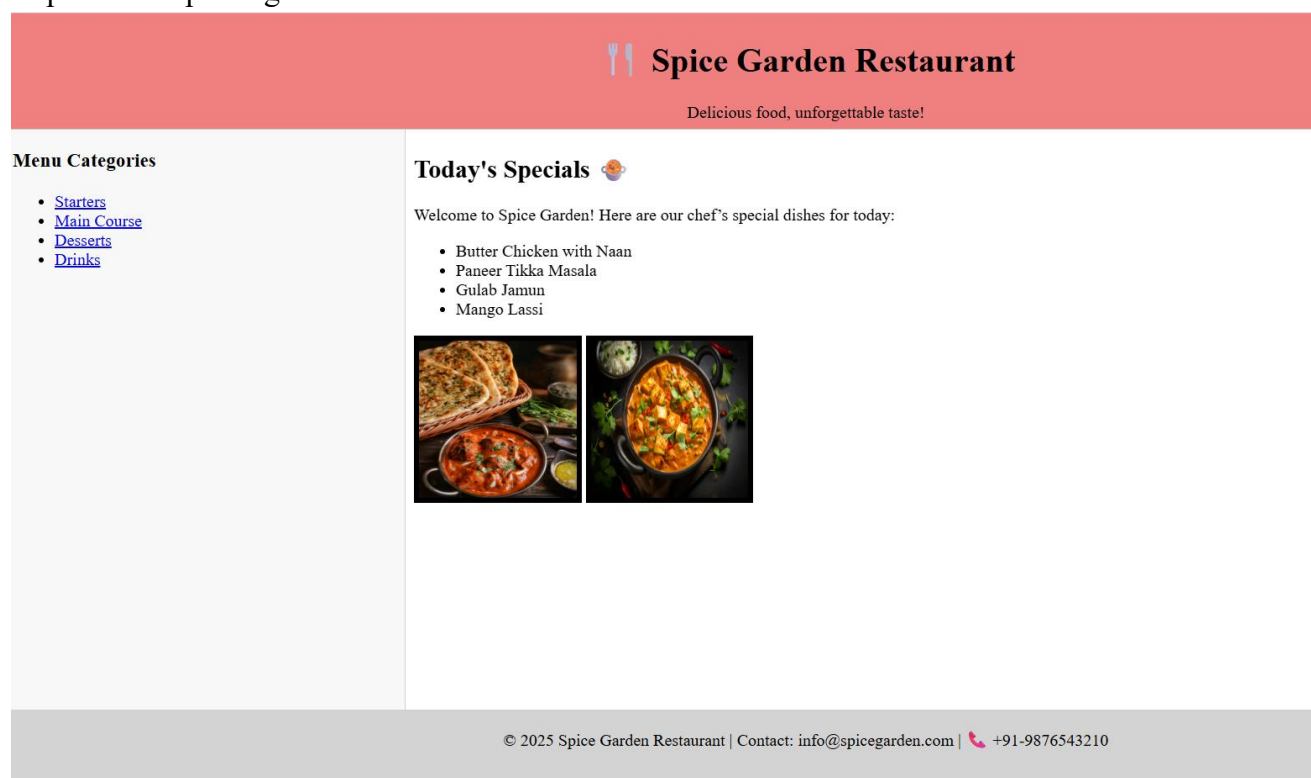 🍴 Spice Garden Restaurant
Delicious food, unforgettable taste!
Menu Categories
• Starters
• Main Course
• Desserts
• Drinks
Today's Specials 🍲
Welcome to Spice Garden! Here are our chef’s special dishes for today:
• Butter Chicken with Naan
• Paneer Tikka Masala
• Gulab Jamun
• Mango Lassi
© 2025 Spice Garden Restaurant | Contact: info@spicegarden.com | 📞 +91-9876543210